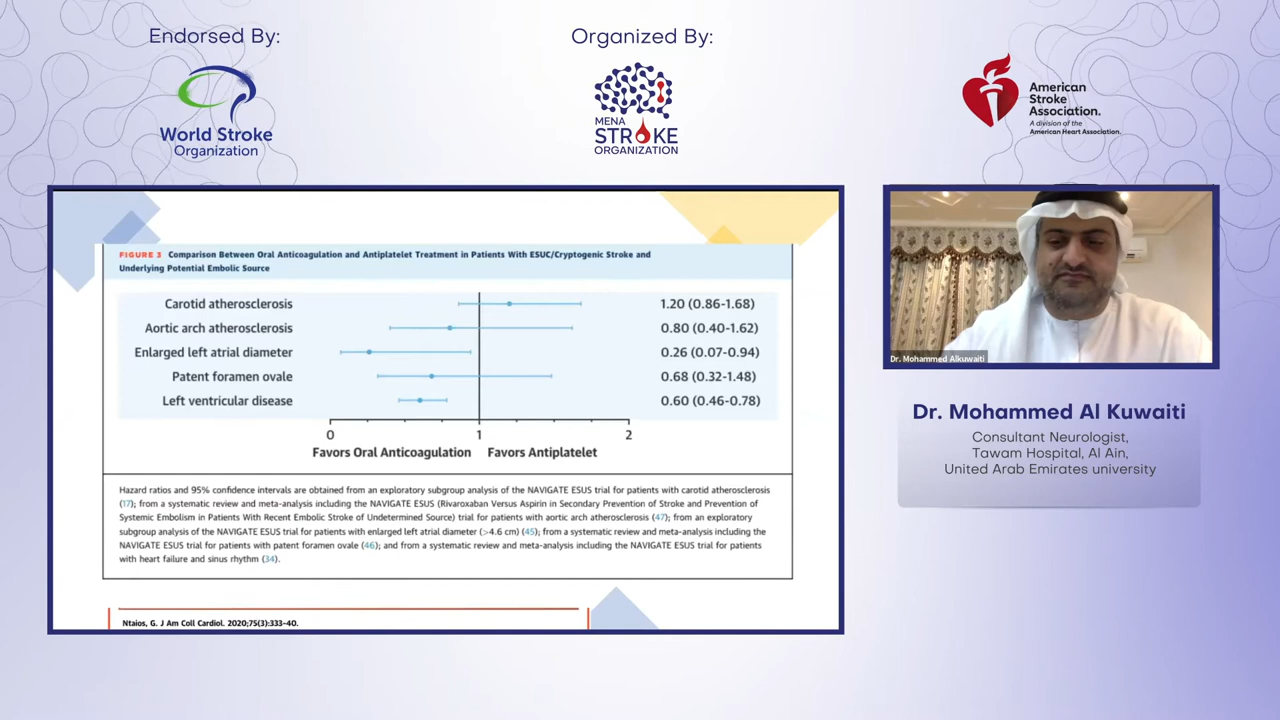 Endorsed By:
World Stroke
Organization
Organized By:
MENA
STROKE
ORGANIZATION
American
Stroke
Association.
A division of the
American Heart Association.
FIGURE 3 Comparison Between Oral Anticoagulation and Antiplatelet Treatment in Patients With ESUC/Cryptogenic Stroke and
Underlying Potential Embolic Source
Carotid atherosclerosis 1.20 (0.86-1.68)
Aortic arch atherosclerosis 0.80 (0.40-1.62)
Enlarged left atrial diameter 0.26 (0.07-0.94)
Patent foramen ovale 0.68 (0.32-1.48)
Left ventricular disease 0.60 (0.46-0.78)
0 1 2
Favors Oral Anticoagulation Favors Antiplatelet
Hazard ratios and 95% confidence intervals are obtained from an exploratory subgroup analysis of the NAVIGATE ESUS trial for patients with carotid atherosclerosis
(17); from a systematic review and meta-analysis including the NAVIGATE ESUS (Rivaroxaban Versus Aspirin in Secondary Prevention of Stroke and Prevention of
Systemic Embolism in Patients With Recent Embolic Stroke of Undetermined Source) trial for patients with aortic arch atherosclerosis (47); from an exploratory
subgroup analysis of the NAVIGATE ESUS trial for patients with enlarged left atrial diameter (>4.6 cm) (45); from a systematic review and meta-analysis including the
NAVIGATE ESUS trial for patients with patent foramen ovale (46); and from a systematic review and meta-analysis including the NAVIGATE ESUS trial for patients
with heart failure and sinus rhythm (34).
Ntaios, G. J Am Coll Cardiol. 2020;75(3):333-40.
Dr. Mohammed Alkuwaiti
Dr. Mohammed Al Kuwaiti
Consultant Neurologist,
Tawam Hospital, Al Ain,
United Arab Emirates university